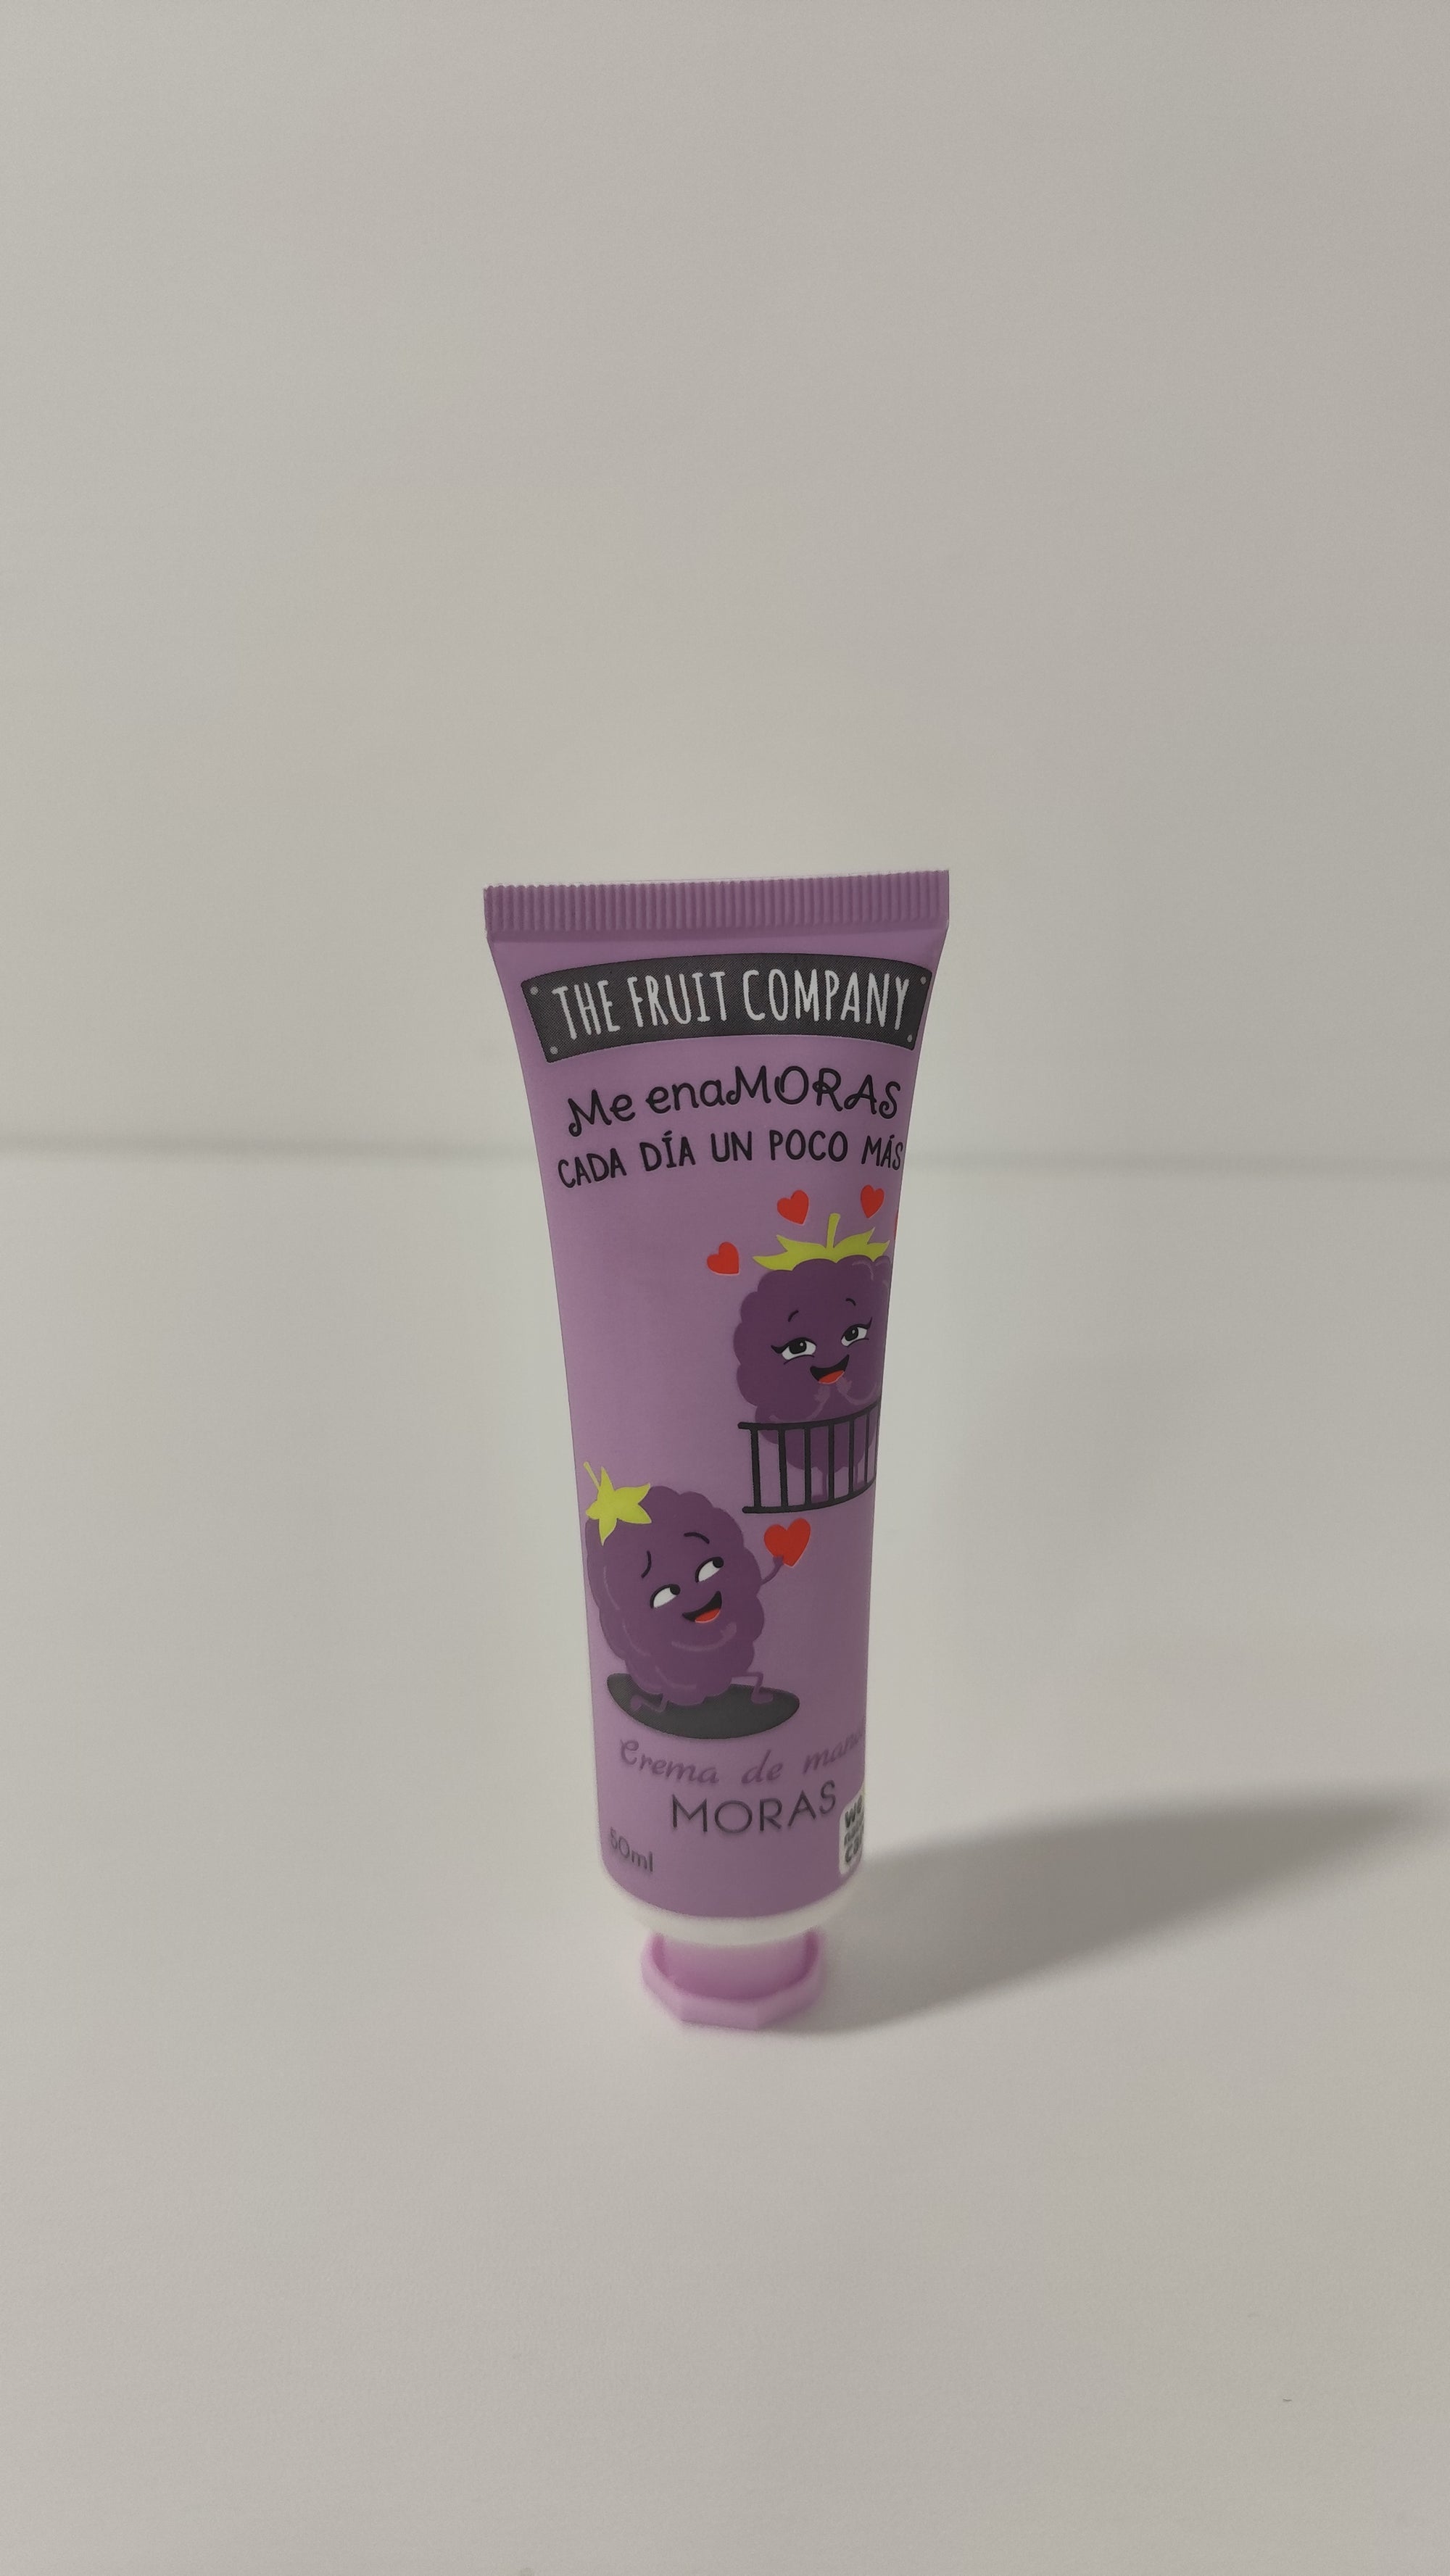 THE FRUIT COMPANY
Me enaMORAS
CADA DÍA UN POCO MÁS
Crema de
MORAS
50ml